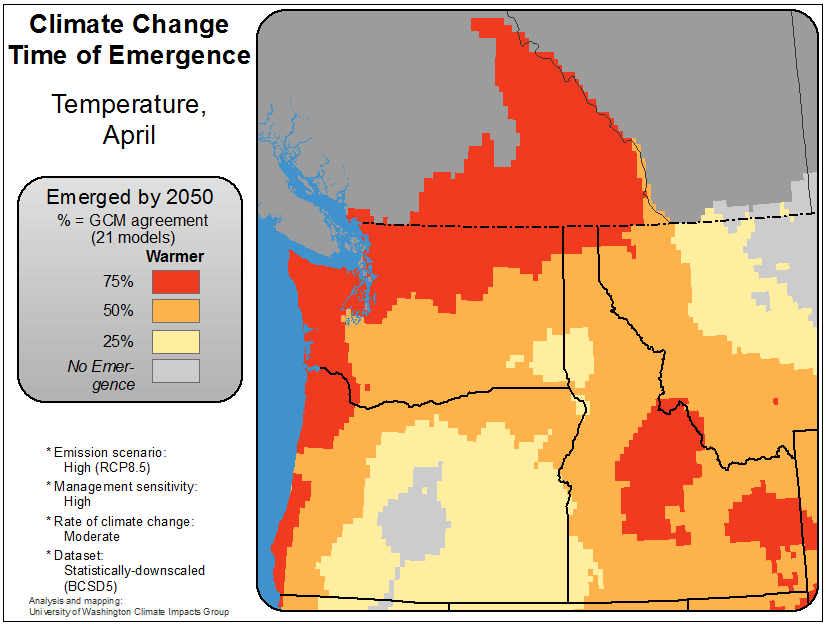 Climate Change
Time of Emergence
Temperature,
April
Emerged by 2050
% = GCM agreement
(21 models)
Warmer
75%
50%
25%
No Emer-
gence
* Emission scenario:
High (RCP8.5)
* Management sensitivity:
High
* Rate of climate change:
Moderate
* Dataset:
Statistically-downscaled
(BCSD5)
Analysis and mapping:
University of Washington Climate Impacts Group